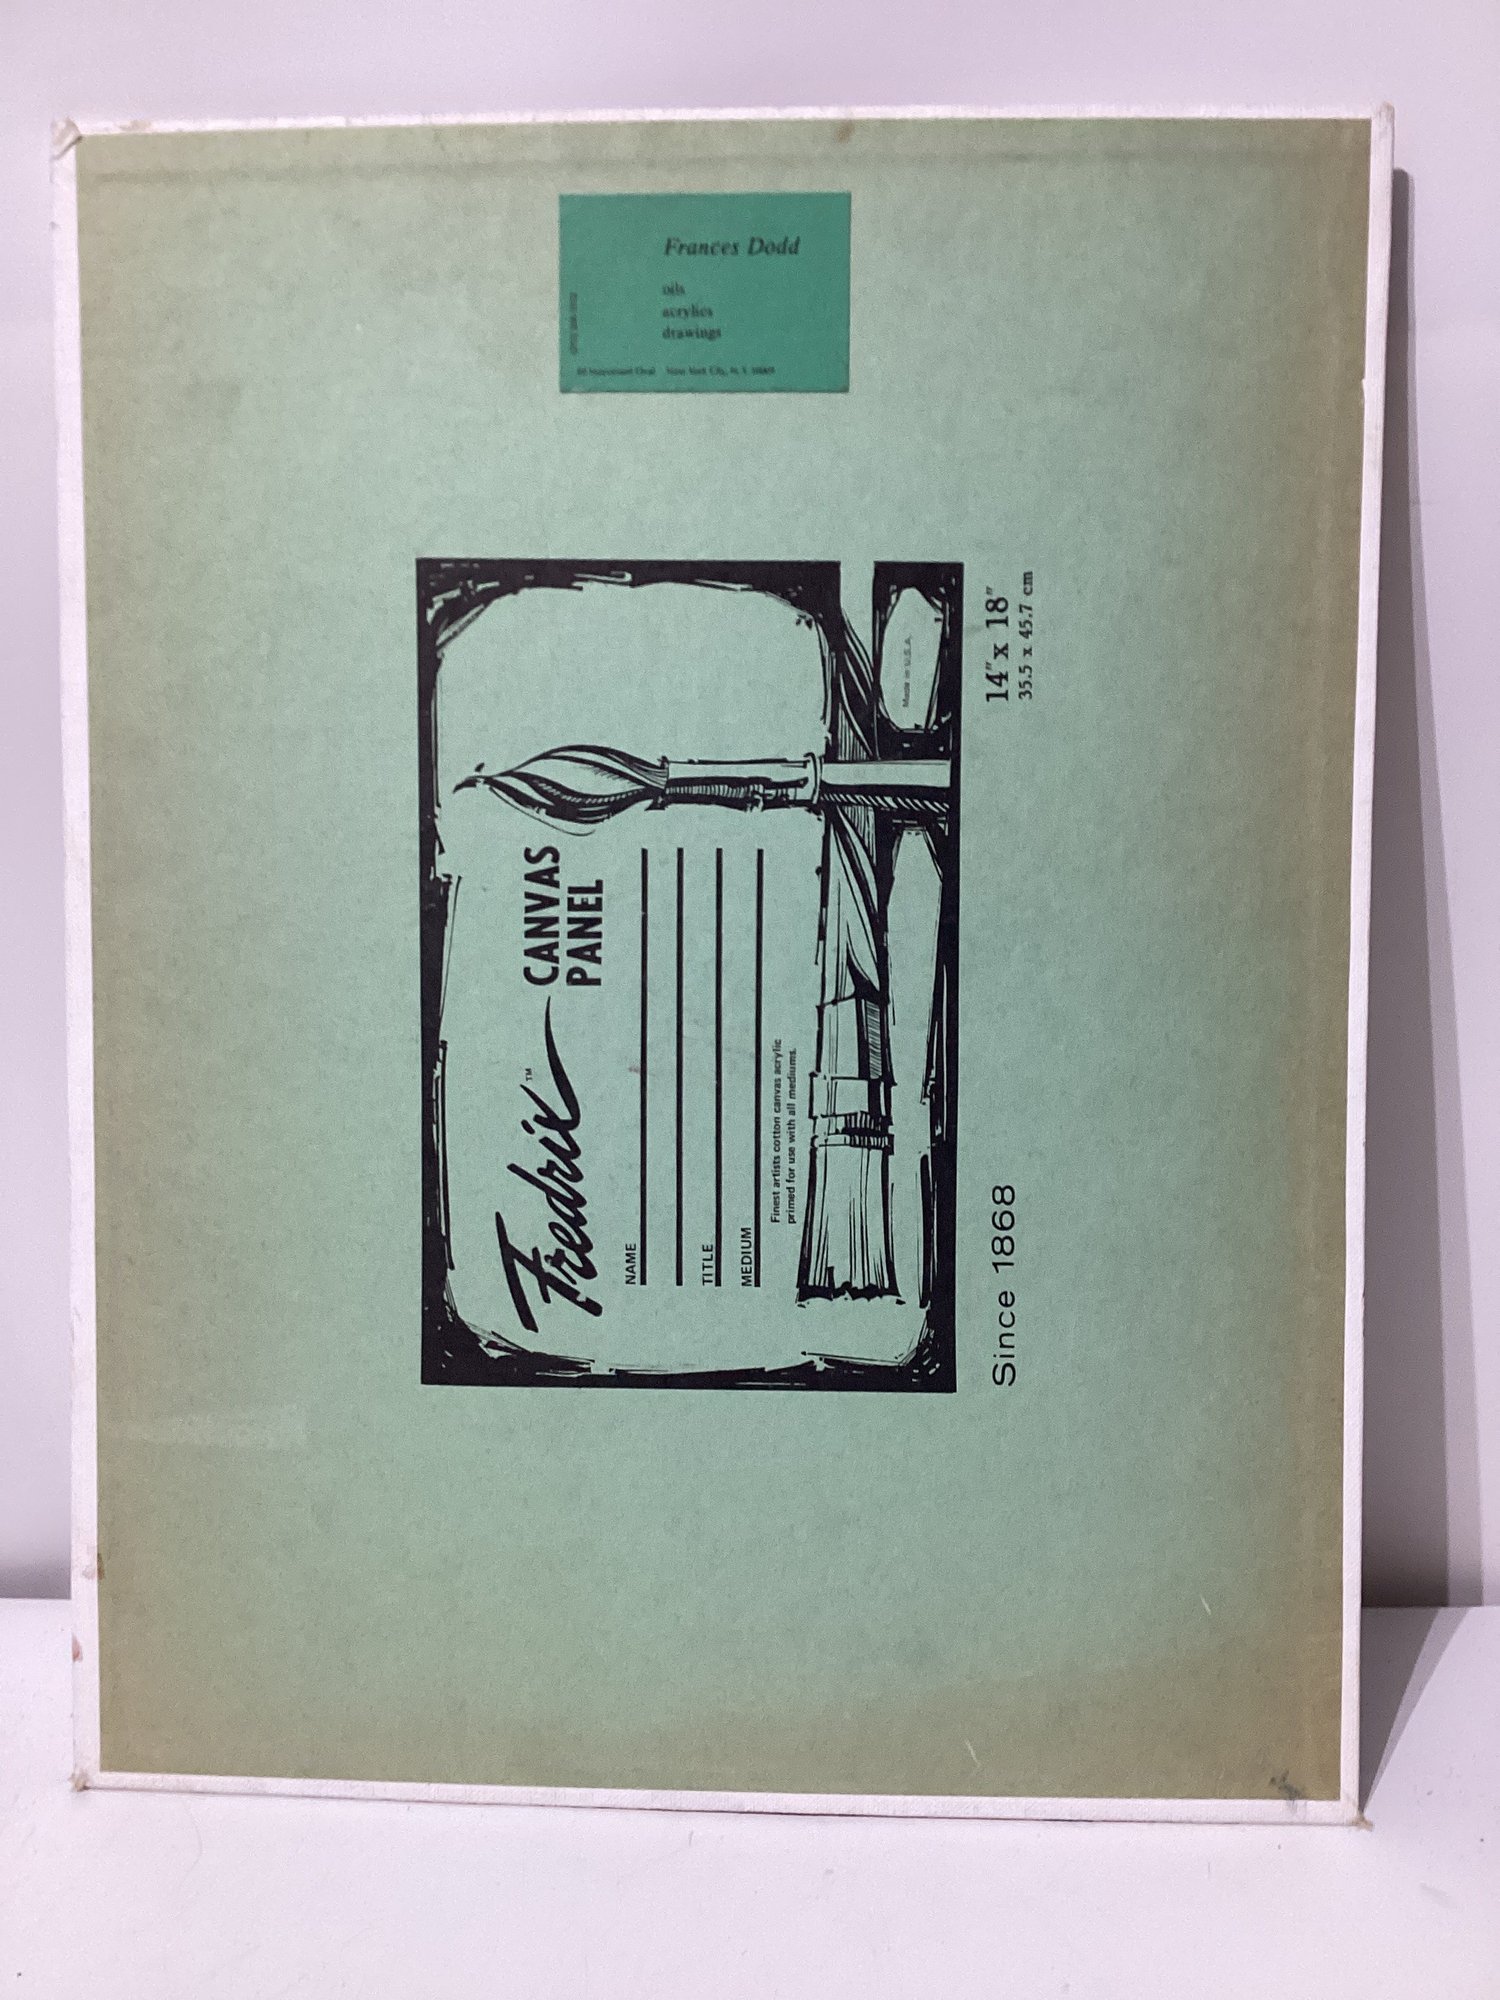 Frances Dodd
oils
acrylics
drawings
New York City, N. Y.
Fredrix™
CANVAS
PANEL
NAME
TITLE
MEDIUM
Finest artists cotton canvas acrylic
primed for use with all mediums.
Made in U.S.A.
14" x 18"
35.5 x 45.7 cm
Since 1868